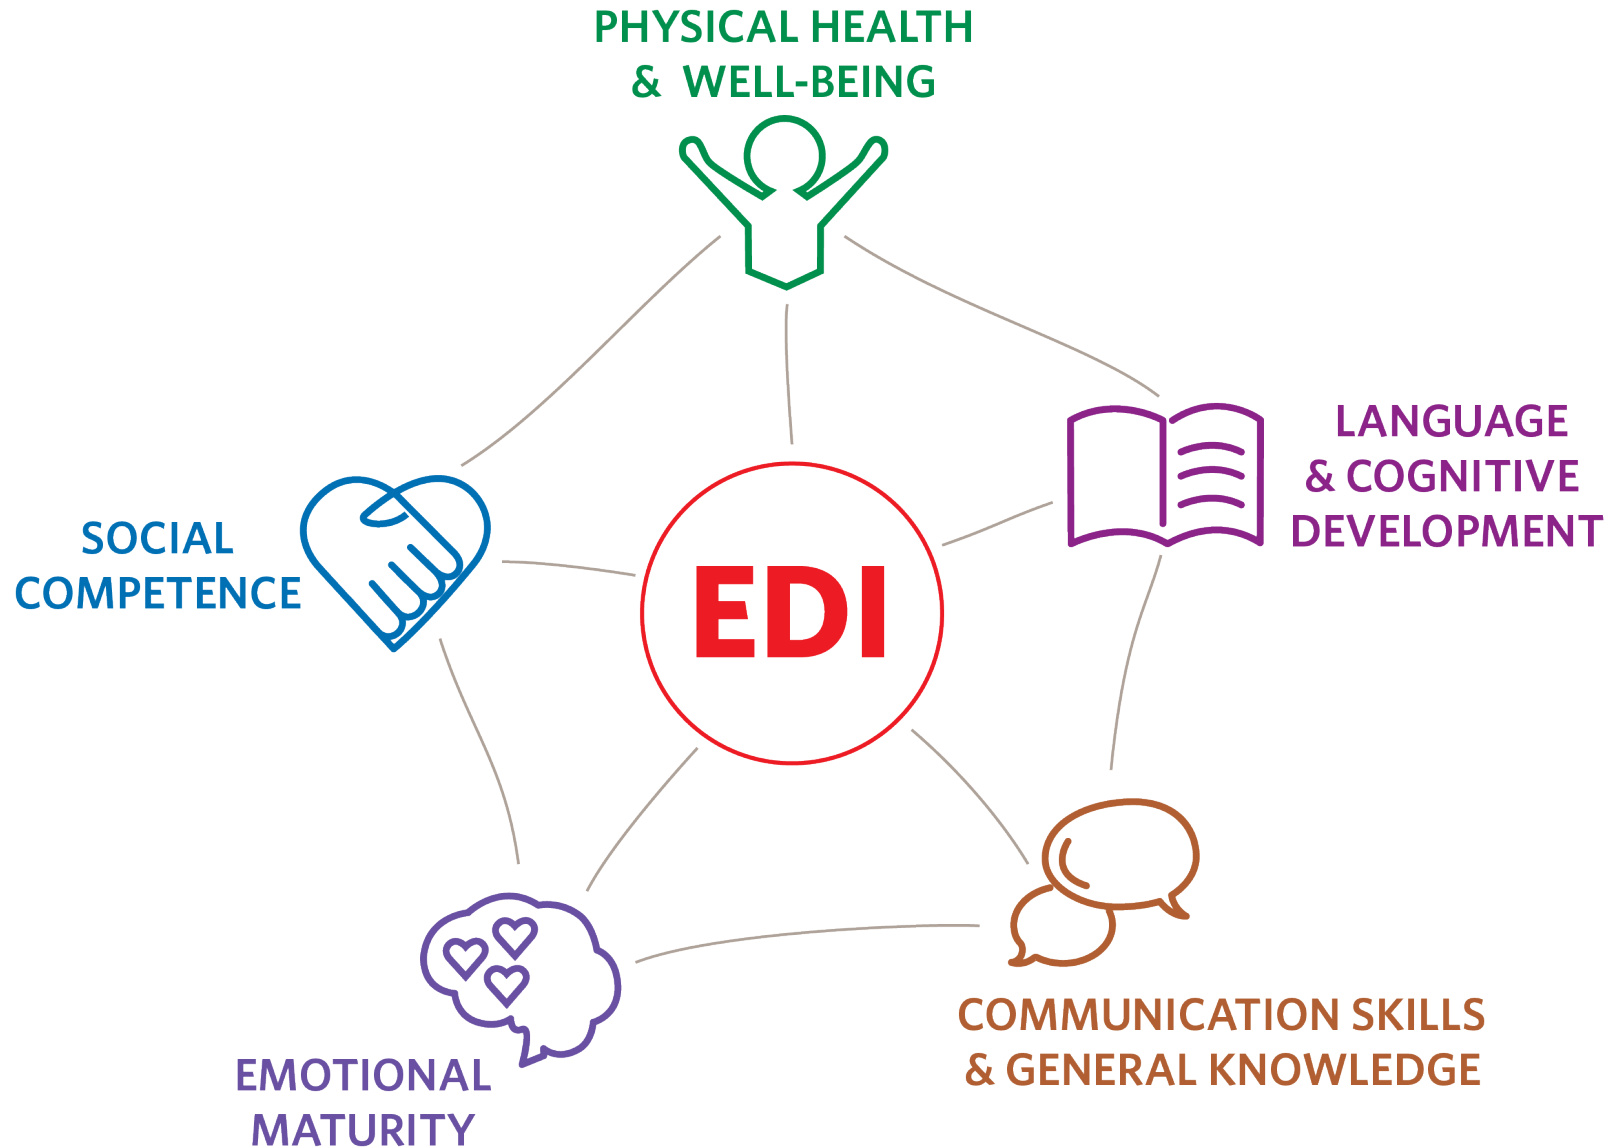 PHYSICAL HEALTH
& WELL-BEING
LANGUAGE
& COGNITIVE
DEVELOPMENT
SOCIAL
COMPETENCE
EDI
COMMUNICATION SKILLS
& GENERAL KNOWLEDGE
EMOTIONAL
MATURITY